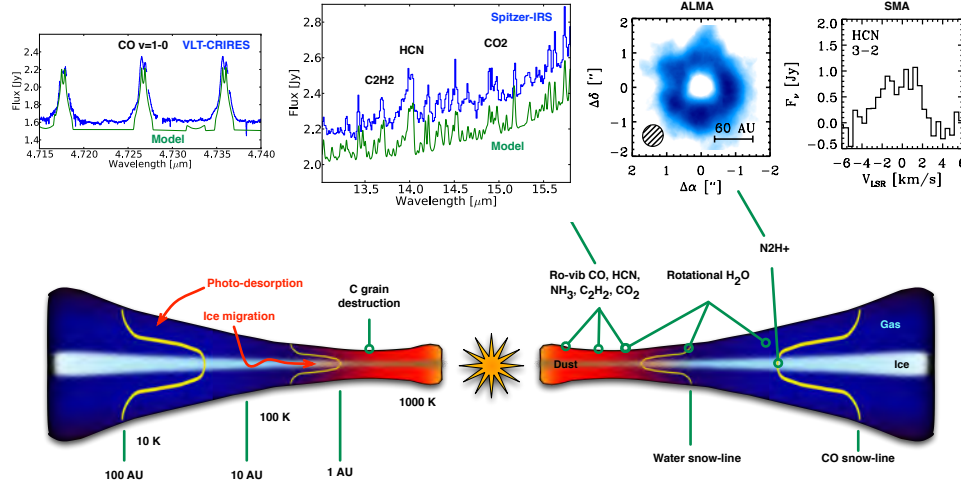 CO v=1-0
VLT-CRIRES
Flux [Jy]
2.4
2.2
2.0
1.8
1.6
1.4
Model
4.715
4.720
4.725
4.730
4.735
4.740
Wavelength [μm]
Spitzer-IRS
Flux [Jy]
2.8
2.6
2.4
2.2
2.0
C2H2
HCN
CO2
Model
13.5
14.0
14.5
15.0
15.5
Wavelength [μm]
ALMA
Δδ ["]
2
1
0
-1
-2
60 AU
2
1
0
-1
-2
Δα ["]
SMA
HCN
3-2
Fν [Jy]
1.5
1.0
0.5
0.0
-0.5
-6
-4
-2
0
2
4
6
VLSR [km/s]
Photo-desorption
Ice migration
C grain
destruction
Ro-vib CO, HCN,
NH3, C2H2, CO2
Rotational H2O
N2H+
Gas
Ice
Dust
1000 K
100 K
10 K
100 AU
10 AU
1 AU
Water snow-line
CO snow-line